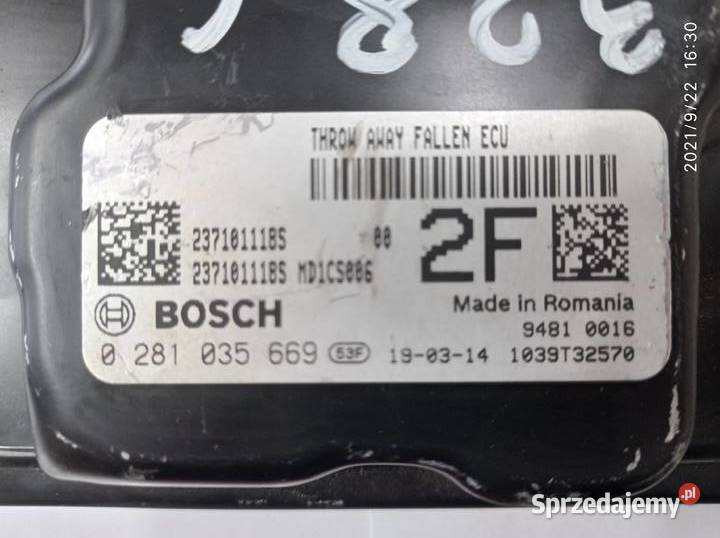 328
2021/9/22 16:30
THROW AWAY FALLEN ECU
237101118S 00
237101118S MD1CS006
2F
BOSCH
Made in Romania
9481 0016
0 281 035 669 53F 19-03-14 1039T32570
Sprzedajemy.pl